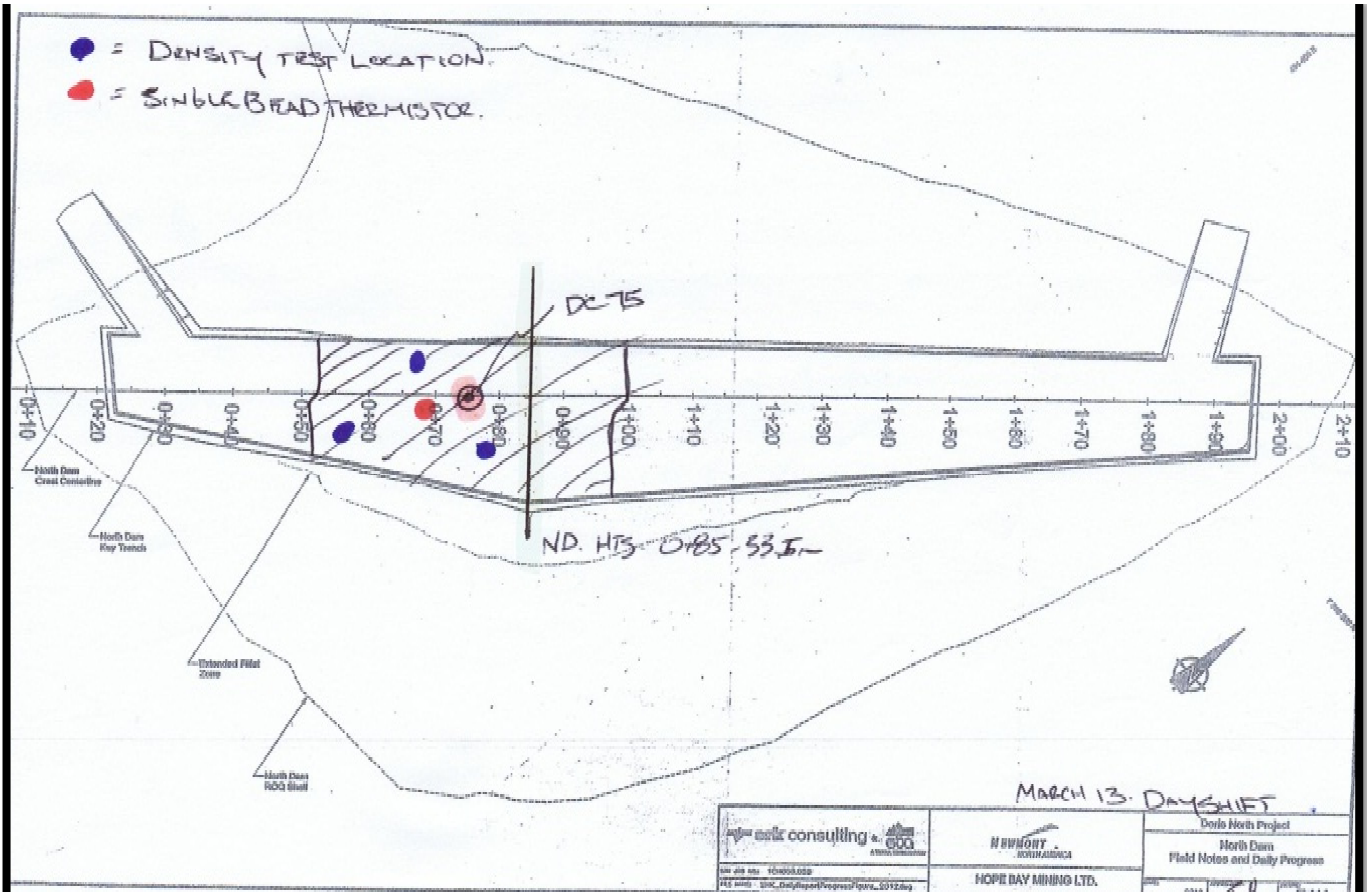 = DENSITY TEST LOCATION.
= SINGLE BEAD THERMISTOR.
DC-75
0+10
0+20
0+30
0+40
0+50
0+60
0+70
0+80
0+90
1+00
1+10
1+20
1+30
1+40
1+50
1+60
1+70
1+80
1+90
2+00
2+10
North Dam
Crest Centerline
North Dam
Key Trench
ND. HTS- 0+85-33.
Extended Pilot
Zone
North Dam
ROQ Shell
MARCH 13. DAYSHIFT
srk consulting &
NEWMONT
NORTH AMERICA
HOPE BAY MINING LTD.
Doris North Project
North Dam
Field Notes and Daily Progress